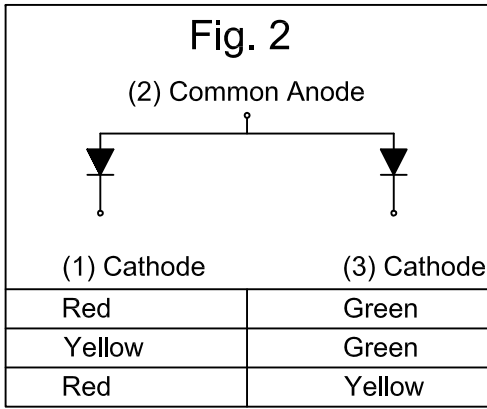 Fig. 2
(2) Common Anode
(1) Cathode (3) Cathode
Red Green
Yellow Green
Red Yellow